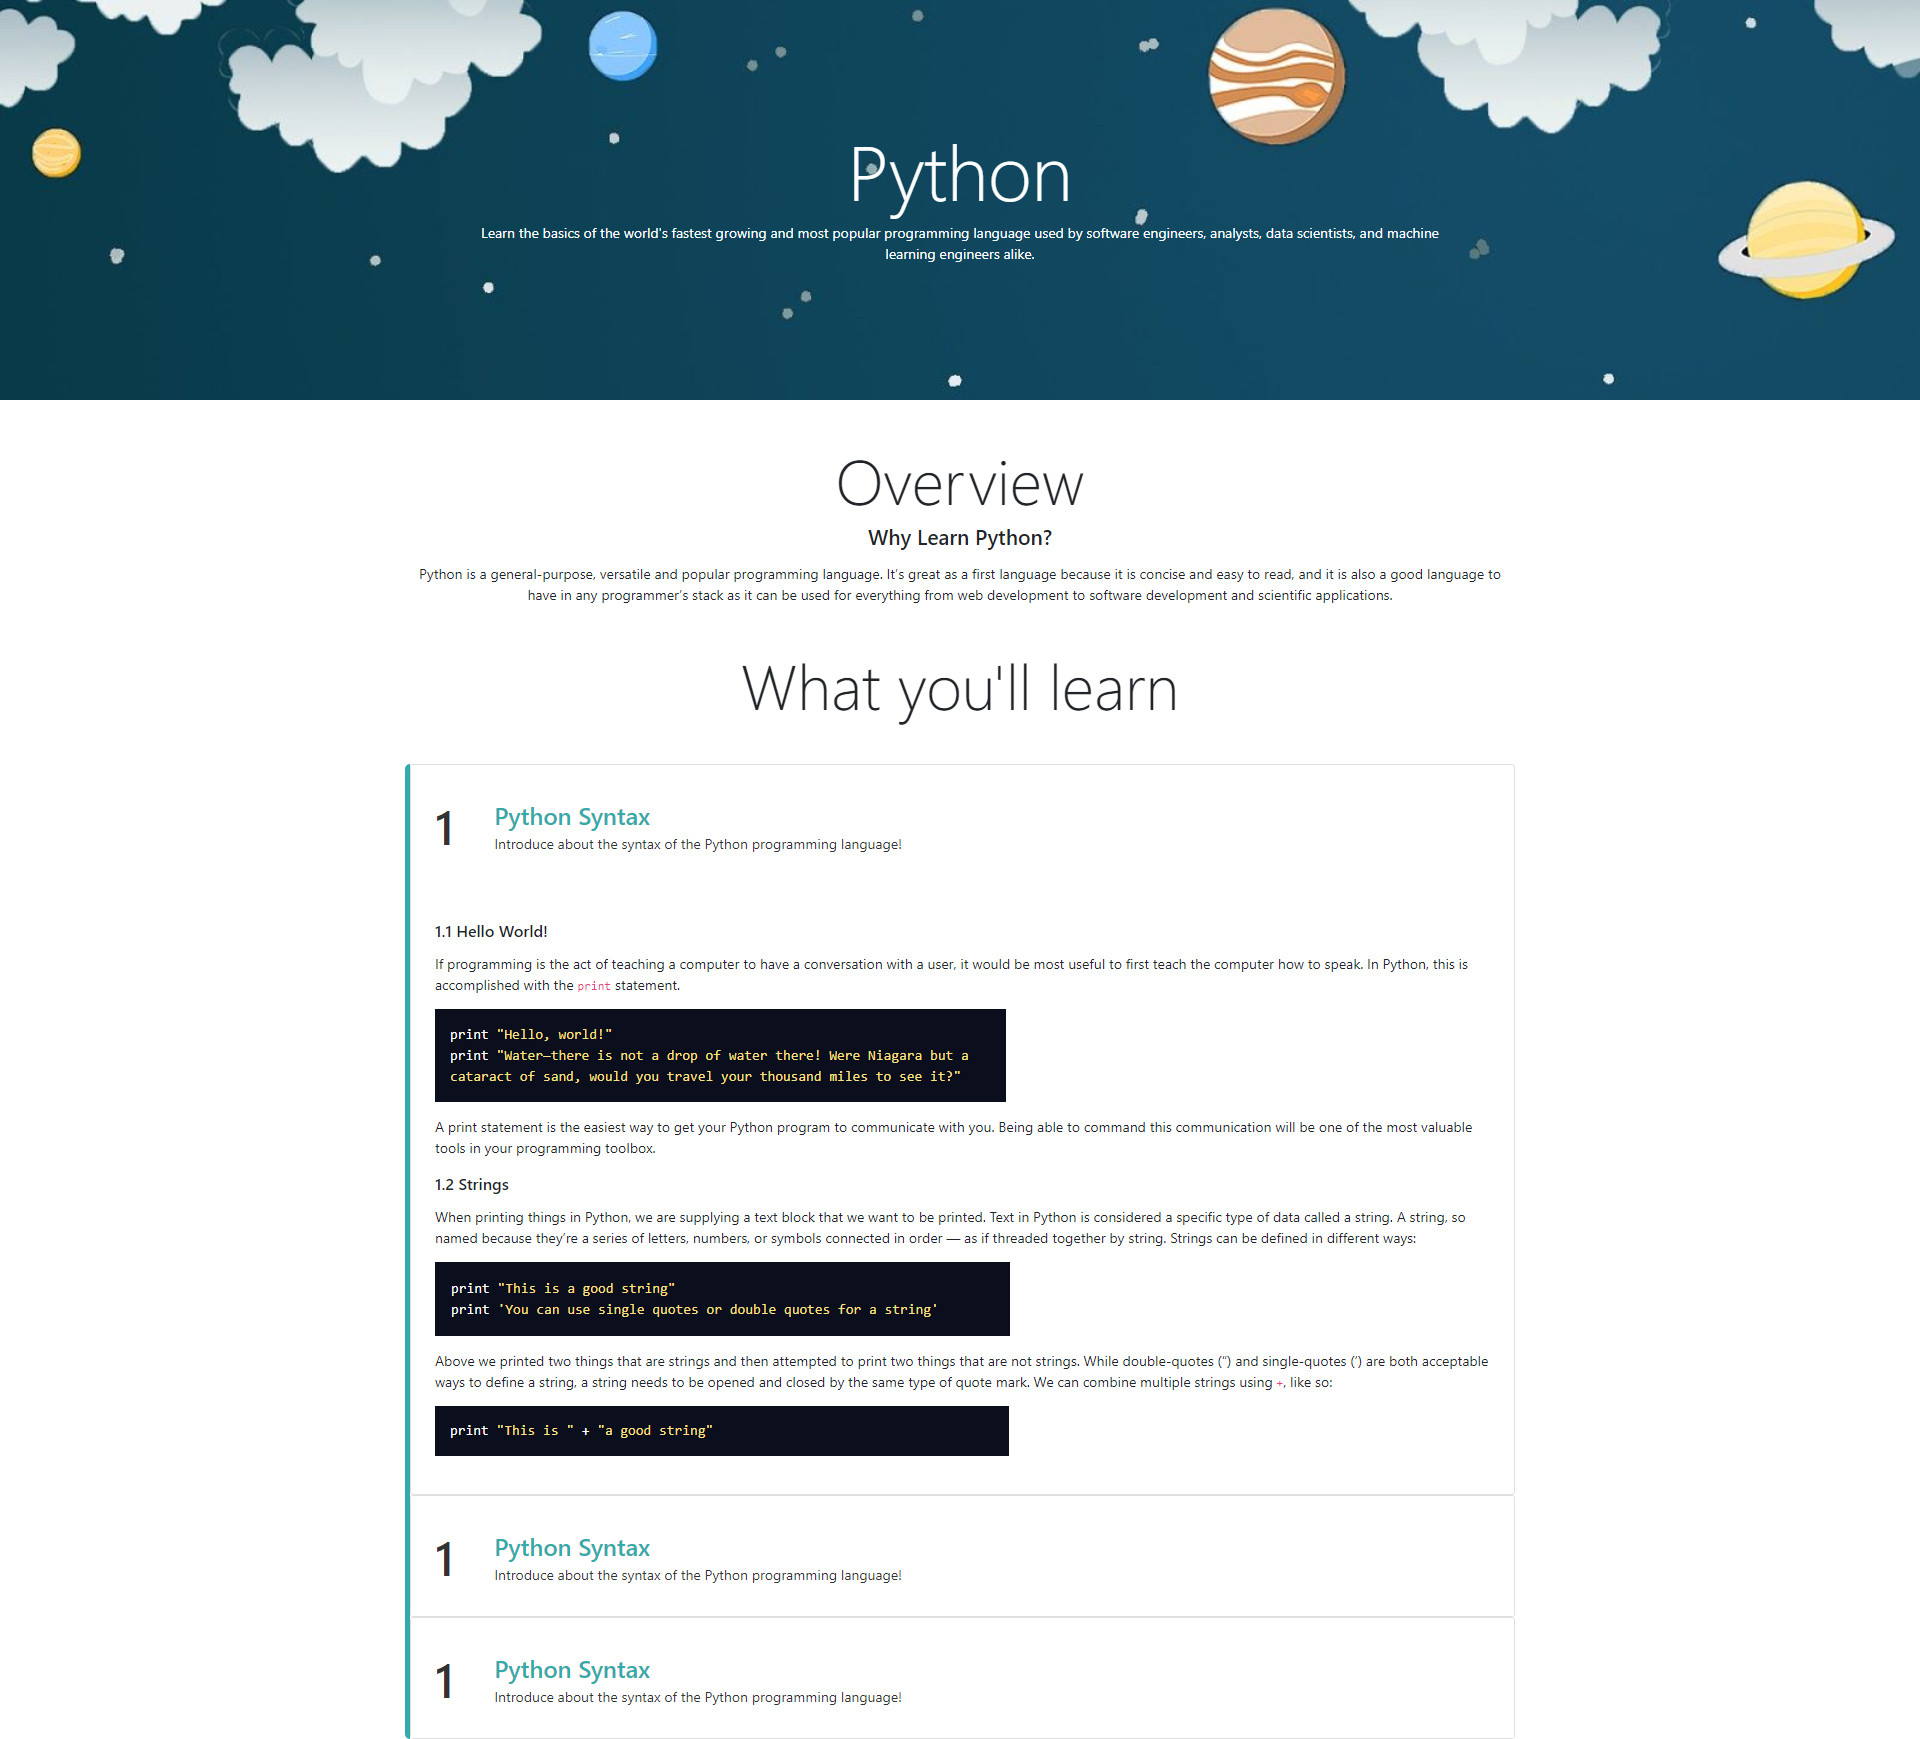 Python
Learn the basics of the world's fastest growing and most popular programming language used by software engineers, analysts, data scientists, and machine
learning engineers alike.
Overview
Why Learn Python?
Python is a general-purpose, versatile and popular programming language. It’s great as a first language because it is concise and easy to read, and it is also a good language to
have in any programmer’s stack as it can be used for everything from web development to software development and scientific applications.
What you'll learn
1
Python Syntax
Introduce about the syntax of the Python programming language!
1.1 Hello World!
If programming is the act of teaching a computer to have a conversation with a user, it would be most useful to first teach the computer how to speak. In Python, this is
accomplished with the print statement.
print "Hello, world!"
print "Water—there is not a drop of water there! Were Niagara but a
cataract of sand, would you travel your thousand miles to see it?"
A print statement is the easiest way to get your Python program to communicate with you. Being able to command this communication will be one of the most valuable
tools in your programming toolbox.
1.2 Strings
When printing things in Python, we are supplying a text block that we want to be printed. Text in Python is considered a specific type of data called a string. A string, so
named because they’re a series of letters, numbers, or symbols connected in order — as if threaded together by string. Strings can be defined in different ways:
print "This is a good string"
print 'You can use single quotes or double quotes for a string'
Above we printed two things that are strings and then attempted to print two things that are not strings. While double-quotes (“) and single-quotes (’) are both acceptable
ways to define a string, a string needs to be opened and closed by the same type of quote mark. We can combine multiple strings using +, like so:
print "This is " + "a good string"
1
Python Syntax
Introduce about the syntax of the Python programming language!
1
Python Syntax
Introduce about the syntax of the Python programming language!